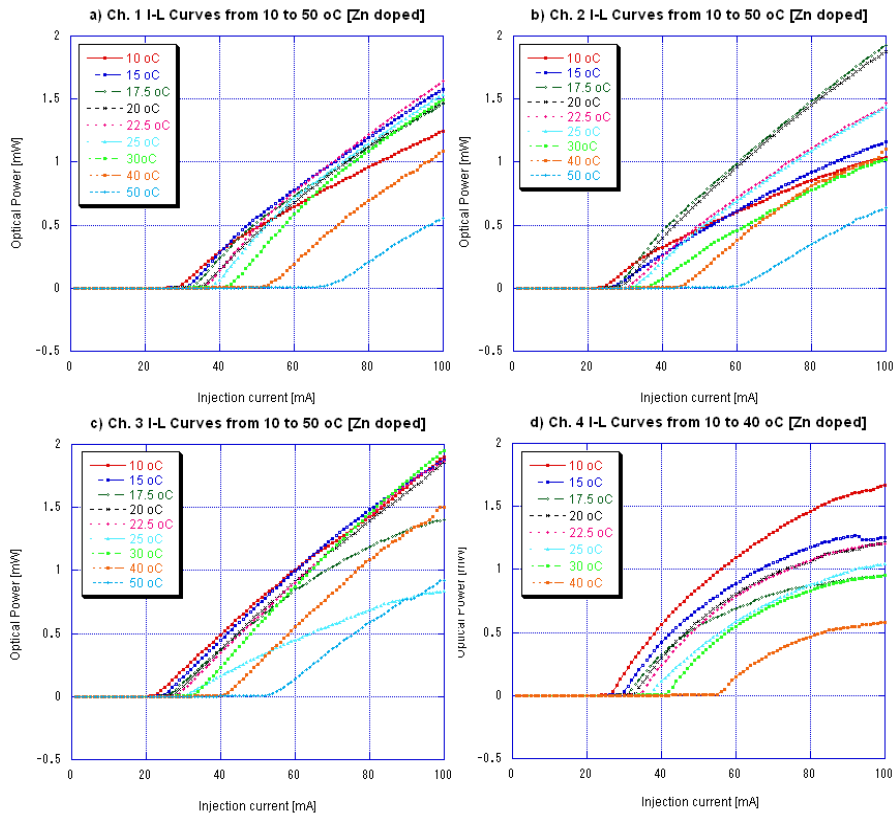 a) Ch. 1 I-L Curves from 10 to 50 oC [Zn doped]
2
1.5
1
0.5
0
-0.5
Optical Power [mW]
10 oC
15 oC
17.5 oC
20 oC
22.5 oC
25 oC
30oC
40 oC
50 oC
0 20 40 60 80 100
Injection current [mA]
b) Ch. 2 I-L Curves from 10 to 50 oC [Zn doped]
2
1.5
1
0.5
0
-0.5
Optical Power [mW]
10 oC
15 oC
17.5 oC
20 oC
22.5 oC
25 oC
30 oC
40 oC
50 oC
0 20 40 60 80 100
Injection current [mA]
c) Ch. 3 I-L Curves from 10 to 50 oC [Zn doped]
2
1.5
1
0.5
0
-0.5
Optical Power [mW]
10 oC
15 oC
17.5 oC
20 oC
22.5 oC
25 oC
30 oC
40 oC
50 oC
0 20 40 60 80 100
Injection current [mA]
d) Ch. 4 I-L Curves from 10 to 40 oC [Zn doped]
2
1.5
1
0.5
0
-0.5
Optical Power [mW]
10 oC
15 oC
17.5 oC
20 oC
22.5 oC
25 oC
30 oC
40 oC
0 20 40 60 80 100
Injection current [mA]